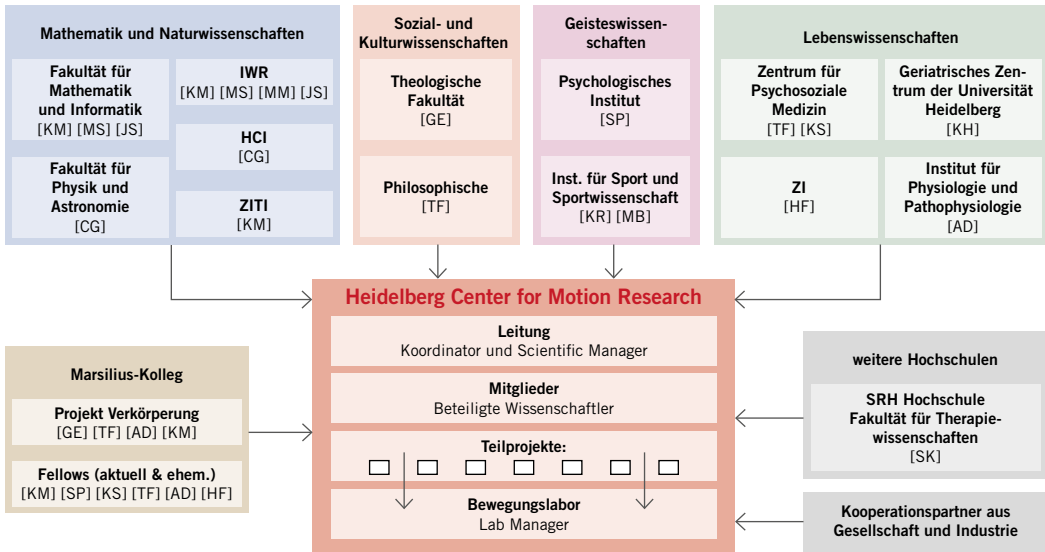 Mathematik und Naturwissenschaften
Fakultät für
Mathematik
und Informatik
[KM] [MS] [JS]
IWR
[KM] [MS] [MM] [JS]
HCI
[CG]
Fakultät für
Physik und
Astronomie
[CG]
ZITI
[KM]
Sozial- und
Kulturwissenschaften
Theologische
Fakultät
[GE]
Philosophische
[TF]
Geisteswissen-
schaften
Psychologisches
Institut
[SP]
Inst. für Sport und
Sportwissenschaft
[KR] [MB]
Lebenswissenschaften
Zentrum für
Psychosoziale
Medizin
[TF] [KS]
Geriatrisches Zen-
trum der Universität
Heidelberg
[KH]
ZI
[HF]
Institut für
Physiologie und
Pathophysiologie
[AD]
Heidelberg Center for Motion Research
Leitung
Koordinator und Scientific Manager
Mitglieder
Beteiligte Wissenschaftler
Teilprojekte:
Bewegungslabor
Lab Manager
Marsilius-Kolleg
Projekt Verkörperung
[GE] [TF] [AD] [KM]
Fellows (aktuell & ehem.)
[KM] [SP] [KS] [TF] [AD] [HF]
weitere Hochschulen
SRH Hochschule
Fakultät für Therapie-
wissenschaften
[SK]
Kooperationspartner aus
Gesellschaft und Industrie